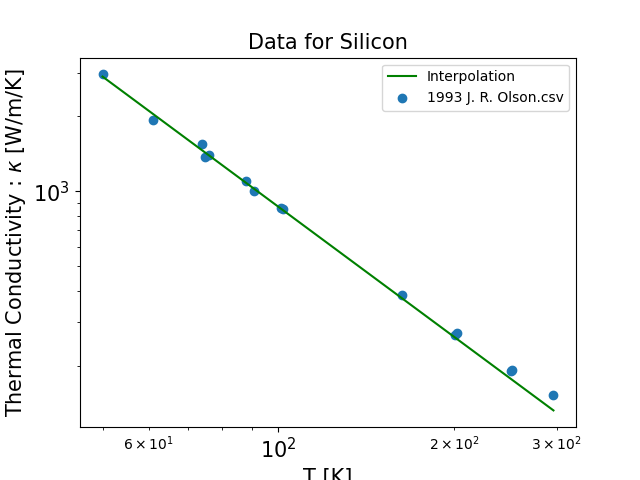 Data for Silicon
Interpolation
1993 J. R. Olson.csv
Thermal Conductivity : κ [W/m/K]
10³
6 × 10¹
10²
2 × 10²
3 × 10²
T [K]